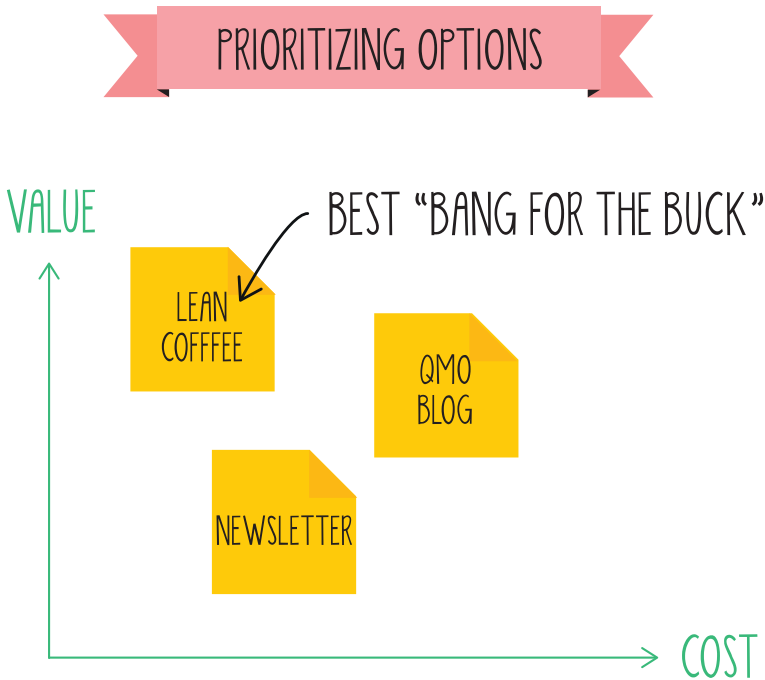 PRIORITIZING OPTIONS
VALUE
BEST “BANG FOR THE BUCK”
LEAN
COFFFEE
QMO
BLOG
NEWSLETTER
COST